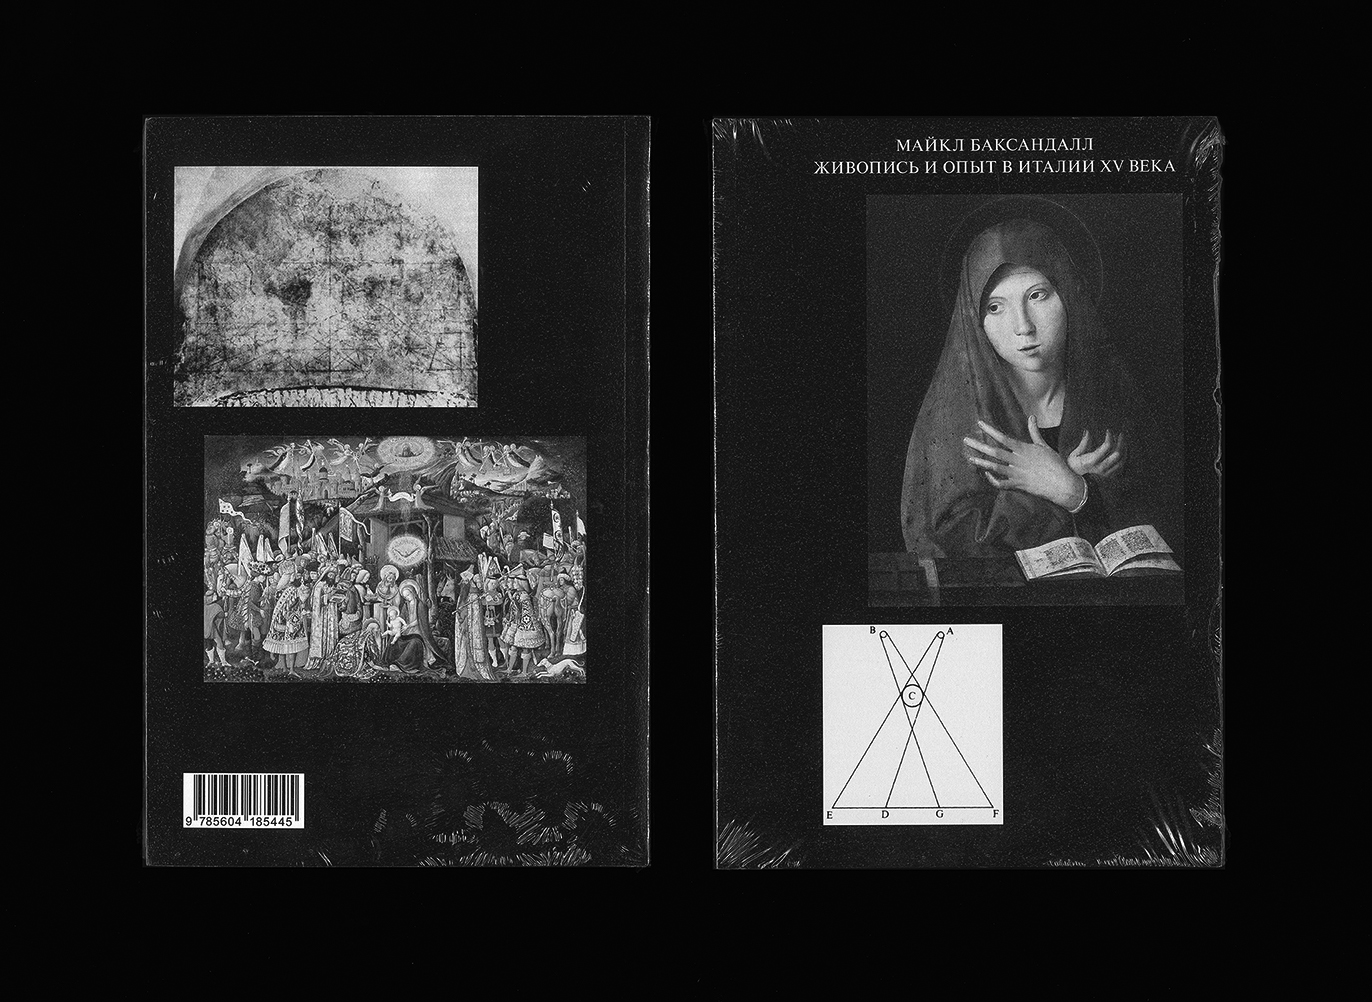 9 785604 185445
МАЙКЛ БАКСАНДАЛЛ
ЖИВОПИСЬ И ОПЫТ В ИТАЛИИ XV ВЕКА
B A
C
E D G F